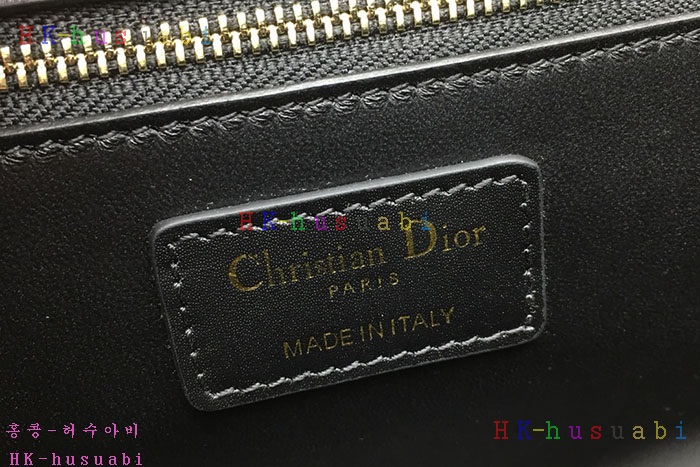 HK-husuabi
HK-husuabi
Christian Dior
PARIS
MADE IN ITALY
홍콩-허수아비
HK-husuabi
HK-husuabi